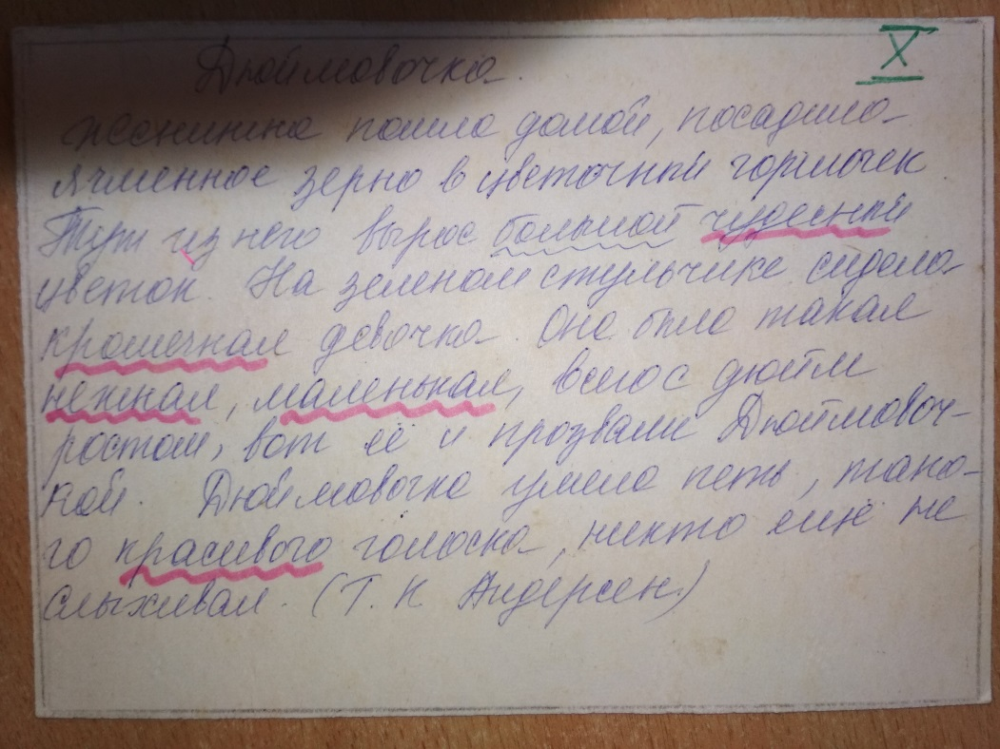 X
Дюймовочка.
Женщина пошла домой, посадила
ячменное зерно в цветочный горшочек
Тут из него вырос большой чудесный
цветок. На зеленом стульчике сидела
крошечная девочка. Она была такая
нежная, маленькая, всего с дюйм
ростом, вот её и прозвали Дюймовоч-
кой. Дюймовочка умела петь, тако-
го красивого голоска, никто ещё не
слыхивал. (Г. К Андерсен)